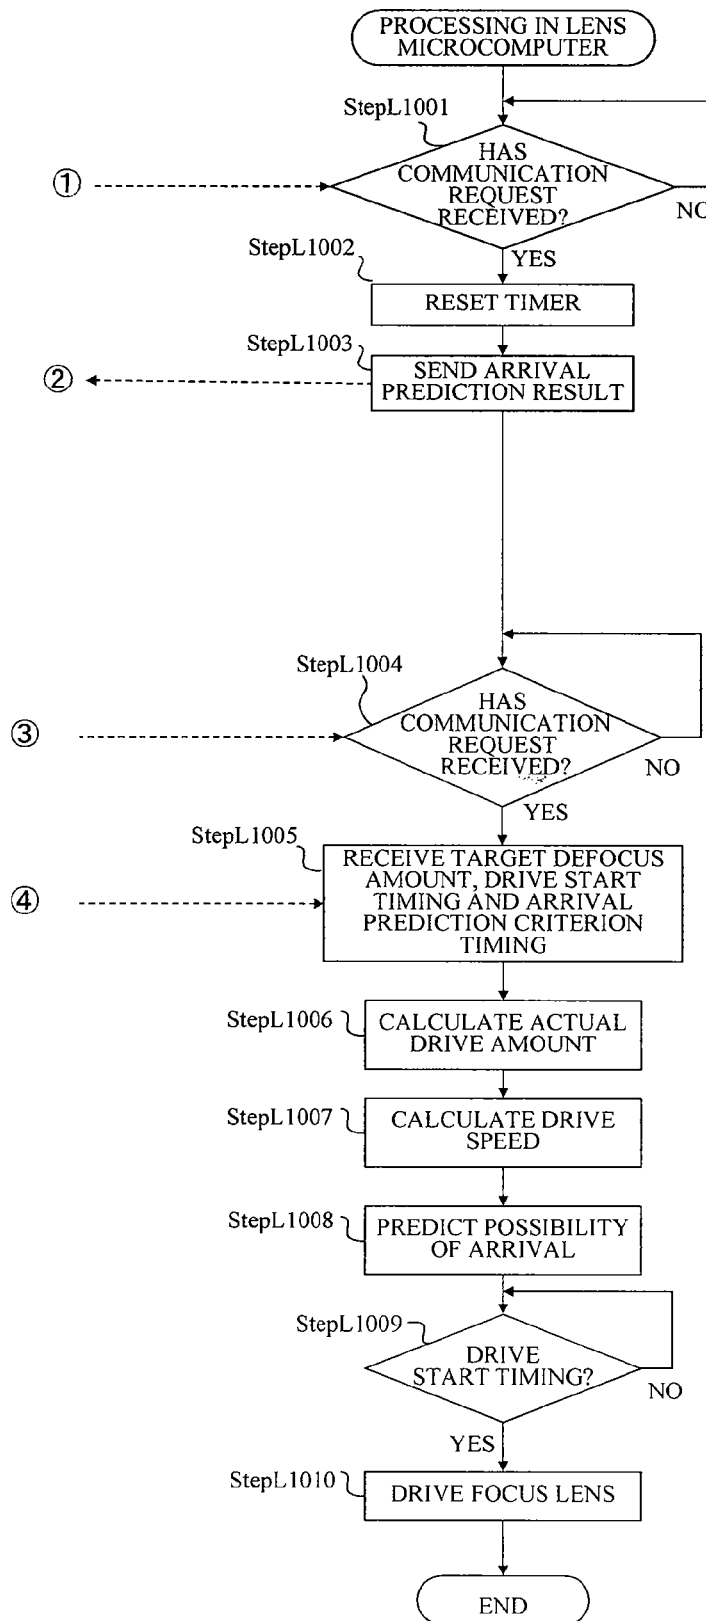 PROCESSING IN LENS
MICROCOMPUTER
StepL1001
HAS
COMMUNICATION
REQUEST
RECEIVED?
①
NO
YES
StepL1002
RESET TIMER
StepL1003
SEND ARRIVAL
PREDICTION RESULT
②
StepL1004
HAS
COMMUNICATION
REQUEST
RECEIVED?
③
NO
YES
StepL1005
RECEIVE TARGET DEFOCUS
AMOUNT, DRIVE START
TIMING AND ARRIVAL
PREDICTION CRITERION
TIMING
④
StepL1006
CALCULATE ACTUAL
DRIVE AMOUNT
StepL1007
CALCULATE DRIVE
SPEED
StepL1008
PREDICT POSSIBILITY
OF ARRIVAL
StepL1009
DRIVE
START TIMING?
NO
YES
StepL1010
DRIVE FOCUS LENS
END